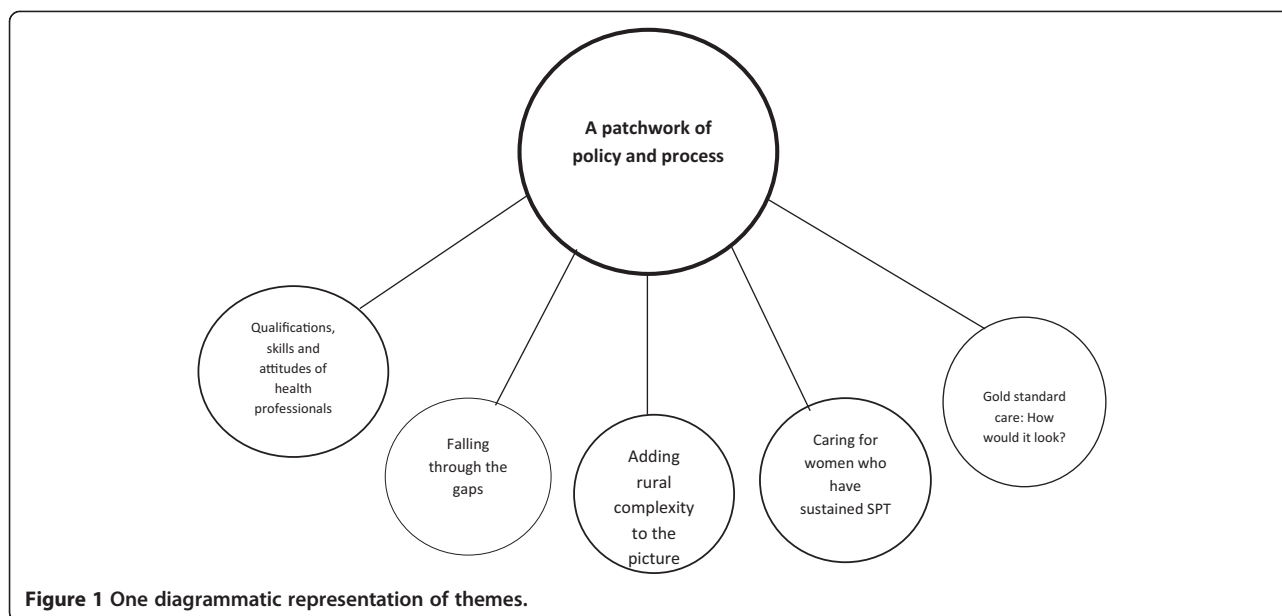 A patchwork of
policy and process
Qualifications,
skills and
attitudes of
health
professionals
Falling
through the
gaps
Adding
rural
complexity
to the
picture
Caring for
women who
have
sustained SPT
Gold standard
care: How
would it look?
Figure 1 One diagrammatic representation of themes.